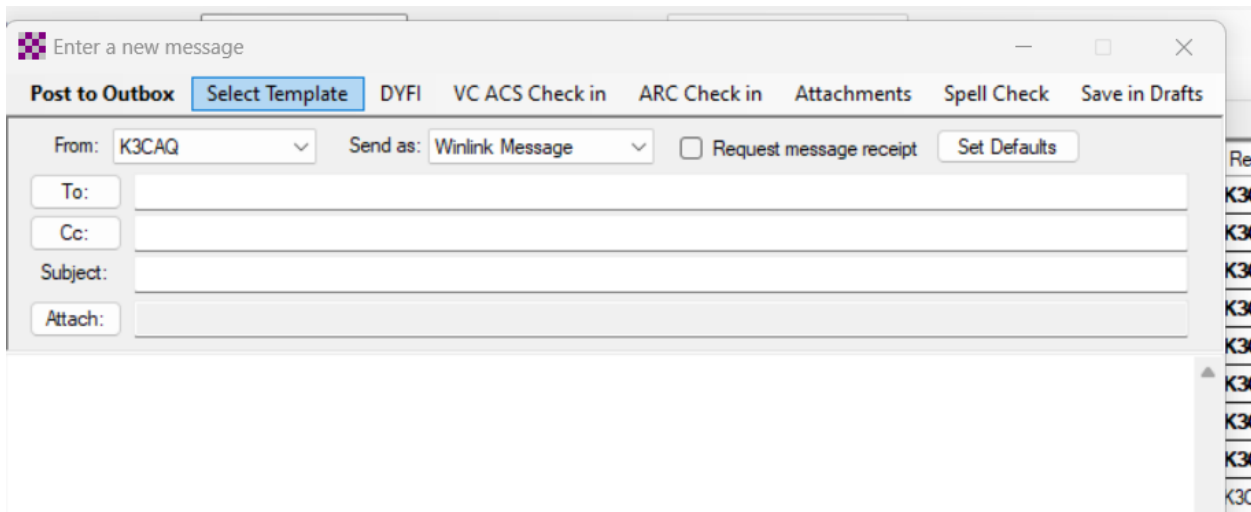 Enter a new message
Post to Outbox Select Template DYFI VC ACS Check in ARC Check in Attachments Spell Check Save in Drafts
From: K3CAQ Send as: Winlink Message Request message receipt Set Defaults
To:
Cc:
Subject:
Attach: